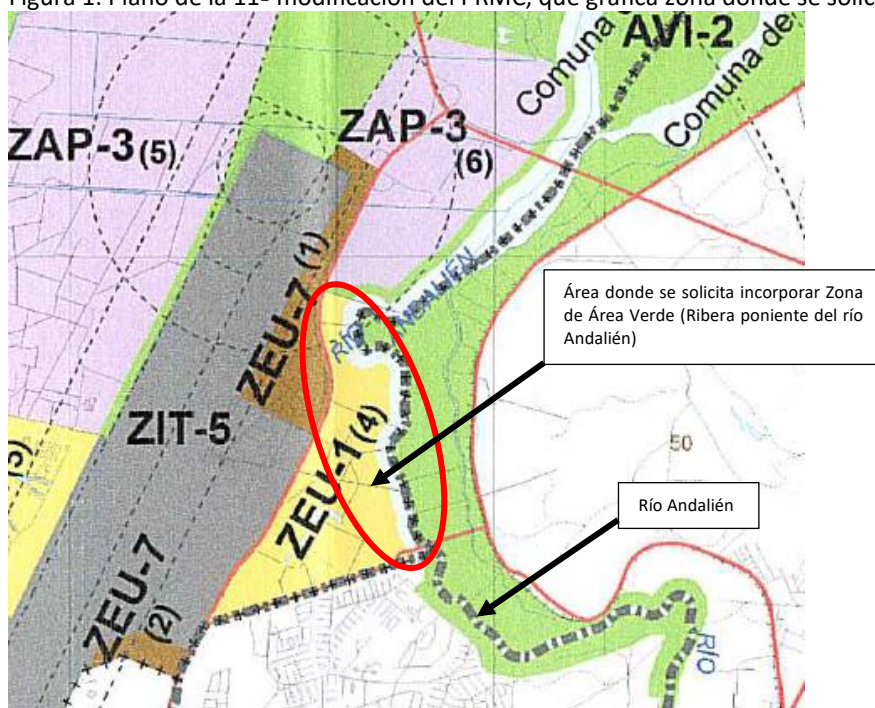 Figura 1. Plano de la 11ª modificación del PRMC, que grafica zona donde se solic
AVI-2
Comuna
Comuna de
ZAP-3 (5)
ZAP-3
(6)
ZEU-7 (1)
RÍO ANDALIÉN
Área donde se solicita incorporar Zona
de Área Verde (Ribera poniente del río
Andalién)
ZIT-5
ZEU-1 (4)
50
Río Andalién
ZEU-7
(2)
RÍO